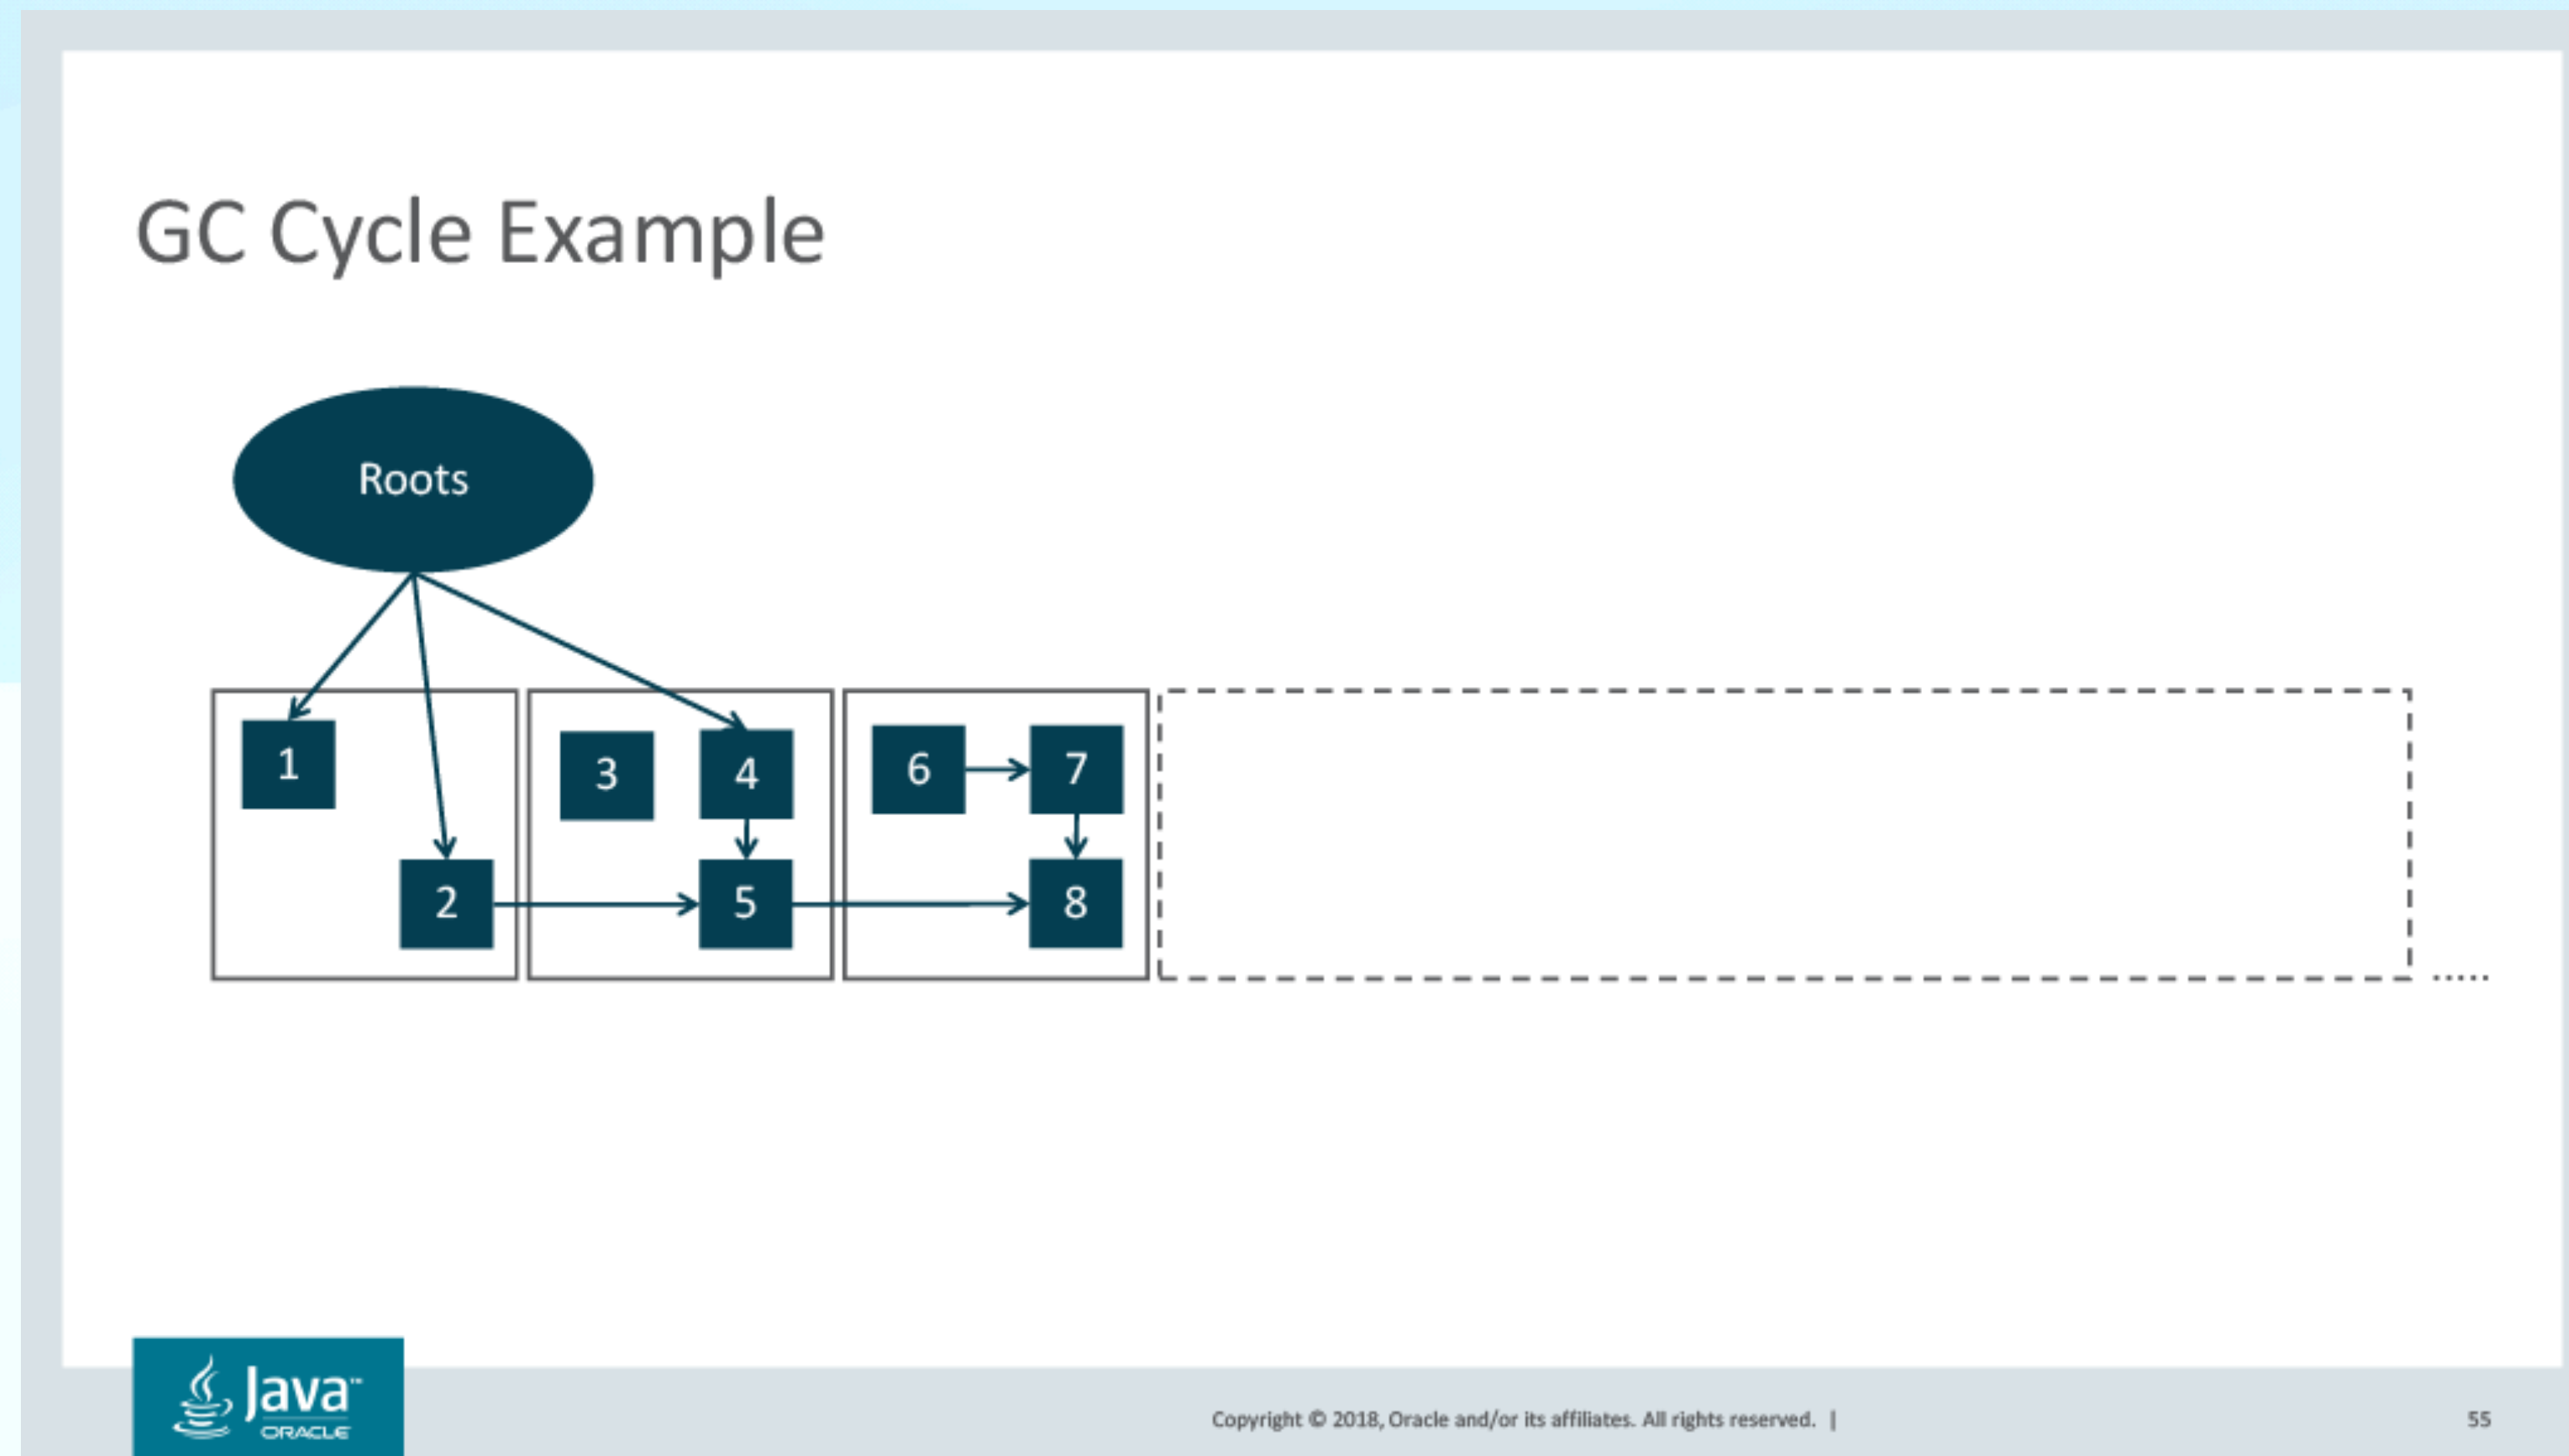 GC Cycle Example
Roots
1
3
4
6
7
2
5
8
Java™
ORACLE
Copyright © 2018, Oracle and/or its affiliates. All rights reserved. |
55